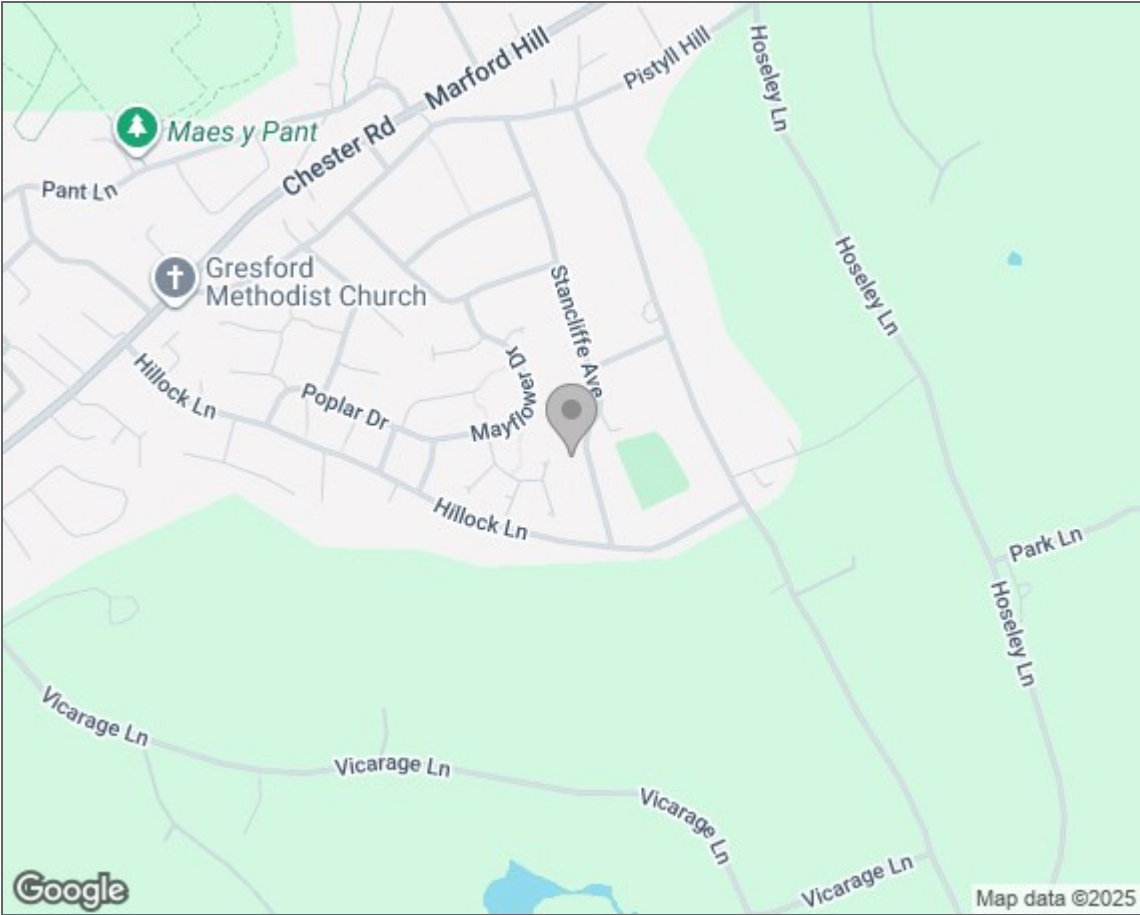 Marford Hill
Pistyll Hill
Hoseley Ln
Maes y Pant
Chester Rd
Pant Ln
Gresford
Methodist Church
Hoseley Ln
Stancliffe Ave
Hillock Ln
Poplar Dr
Mayflower Dr
Hillock Ln
Park Ln
Hoseley Ln
Vicarage Ln
Vicarage Ln
Vicarage Ln
Vicarage Ln
Google
Map data ©2025